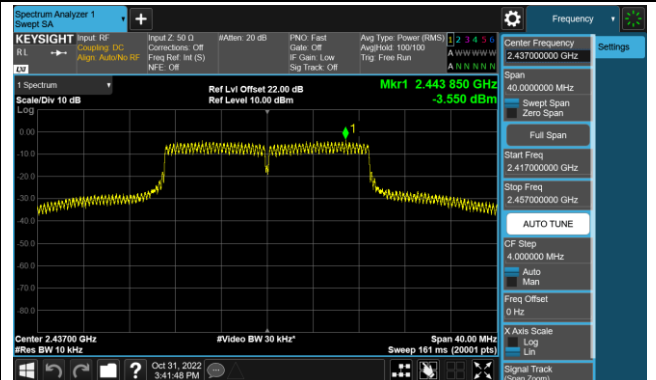 Spectrum Analyzer 1
Swept SA
+
Frequency
KEYSIGHT
RL
LXI
Input: RF
Coupling: DC
Align: Auto/No RF
Input Z: 50 Ω
Corrections: Off
Freq Ref: Int (S)
NFE: Off
#Atten: 20 dB
PNO: Fast
Gate: Off
IF Gain: Low
Sig Track: Off
Avg Type: Power (RMS)
Avg|Hold: 100/100
Trig: Free Run
1 2 3 4 5 6
A W W W W W
A N N N N N
1 Spectrum
Scale/Div 10 dB
Log
Ref Lvl Offset 22.00 dB
Ref Level 10.00 dBm
Mkr1 2.443 850 GHz
-3.550 dBm
1
0.00
-10.0
-20.0
-30.0
-40.0
-50.0
-60.0
-70.0
-80.0
Center 2.43700 GHz
#Res BW 10 kHz
#Video BW 30 kHz*
Span 40.00 MHz
Sweep 161 ms (20001 pts)
Oct 31, 2022
3:41:48 PM
?
Center Frequency
2.437000000 GHz
Settings
Span
40.0000000 MHz
Swept Span
Zero Span
Full Span
Start Freq
2.417000000 GHz
Stop Freq
2.457000000 GHz
AUTO TUNE
CF Step
4.000000 MHz
Auto
Man
Freq Offset
0 Hz
X Axis Scale
Log
Lin
Signal Track
(Span Zoom)